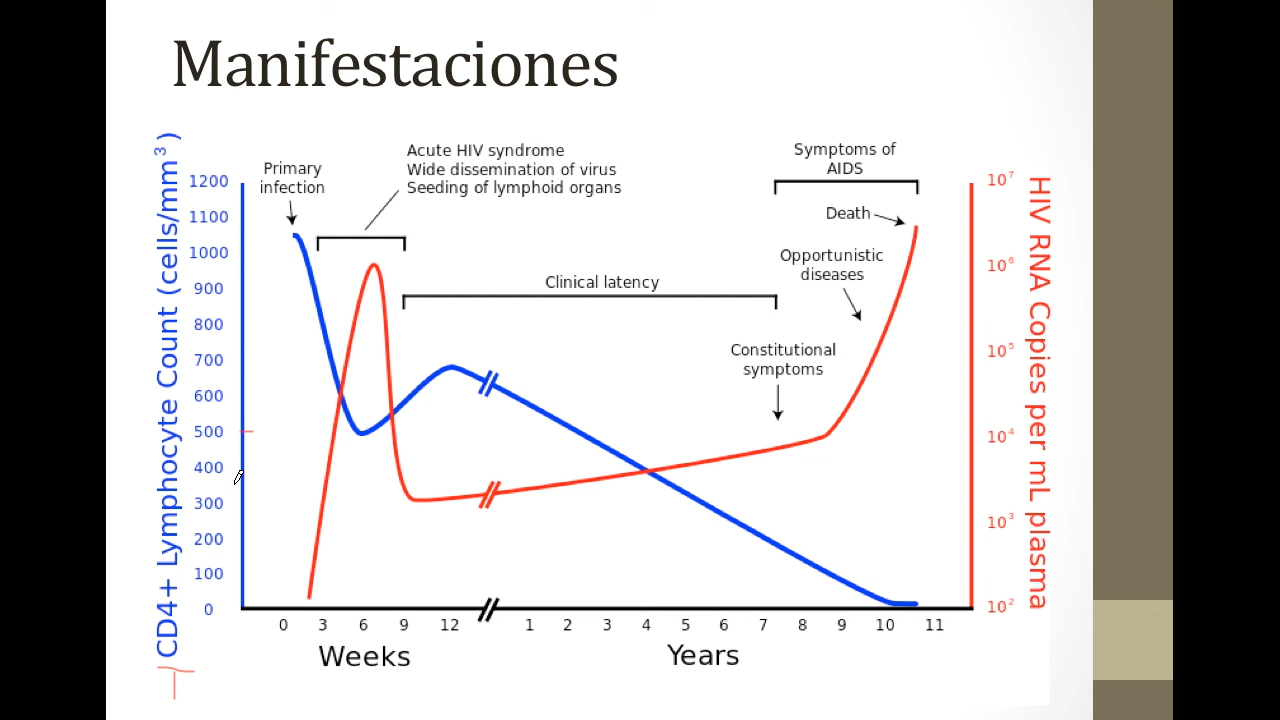 Manifestaciones
CD4+ Lymphocyte Count (cells/mm³)
1200
1100
1000
900
800
700
600
500
400
300
200
100
0
Primary
infection
Acute HIV syndrome
Wide dissemination of virus
Seeding of lymphoid organs
Clinical latency
Symptoms of
AIDS
Death
Opportunistic
diseases
Constitutional
symptoms
10⁷
10⁶
10⁵
10⁴
10³
10²
HIV RNA Copies per mL plasma
0 3 6 9 12 1 2 3 4 5 6 7 8 9 10 11
Weeks Years